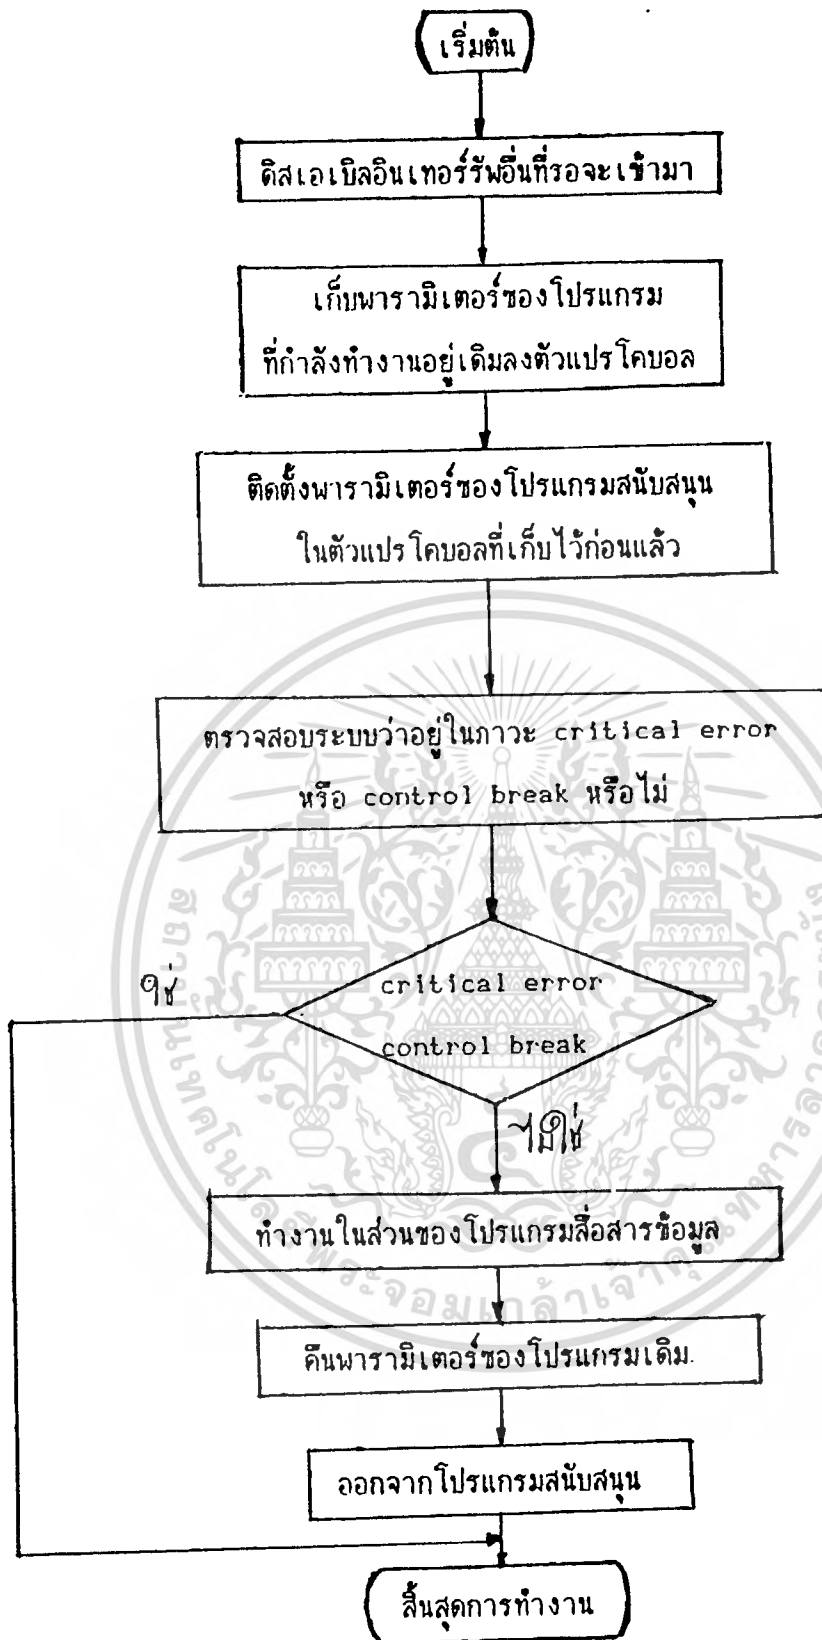 เริ่มต้น
ดิสเอเบิลอินเทอร์รัพอื่นที่รอจะเข้ามา
เก็บพารามิเตอร์ของโปรแกรม
ที่กำลังทำงานอยู่เดิมลงตัวแปรโคบอล
ติดตั้งพารามิเตอร์ของโปรแกรมสนับสนุน
ในตัวแปรโคบอลที่เก็บไว้ก่อนแล้ว
ตรวจสอบระบบว่าอยู่ในภาวะ critical error
หรือ control break หรือไม่
critical error
control break
ใช่
ไม่ใช่
ทำงานในส่วนของโปรแกรมสื่อสารข้อมูล
คืนพารามิเตอร์ของโปรแกรมเดิม
ออกจากโปรแกรมสนับสนุน
สิ้นสุดการทำงาน